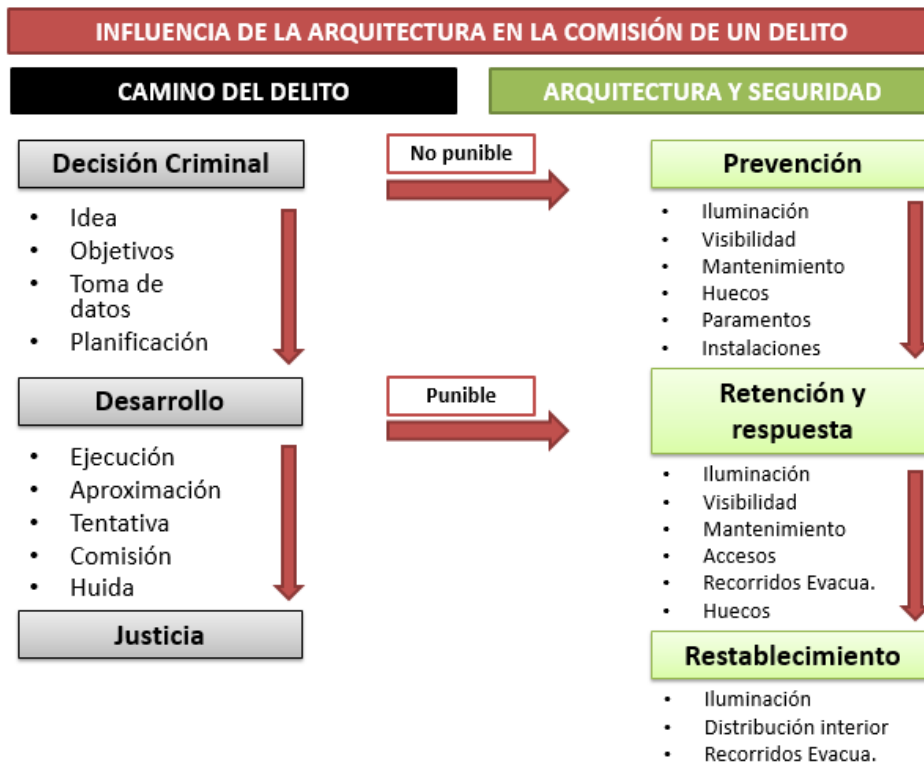 INFLUENCIA DE LA ARQUITECTURA EN LA COMISIÓN DE UN DELITO
CAMINO DEL DELITO
ARQUITECTURA Y SEGURIDAD
Decisión Criminal
• Idea
• Objetivos
• Toma de
datos
• Planificación
No punible
Prevención
• Iluminación
• Visibilidad
• Mantenimiento
• Huecos
• Paramentos
• Instalaciones
Desarrollo
• Ejecución
• Aproximación
• Tentativa
• Comisión
• Huida
Punible
Retención y
respuesta
• Iluminación
• Visibilidad
• Mantenimiento
• Accesos
• Recorridos Evacua.
• Huecos
Justicia
Restablecimiento
• Iluminación
• Distribución interior
• Recorridos Evacua.